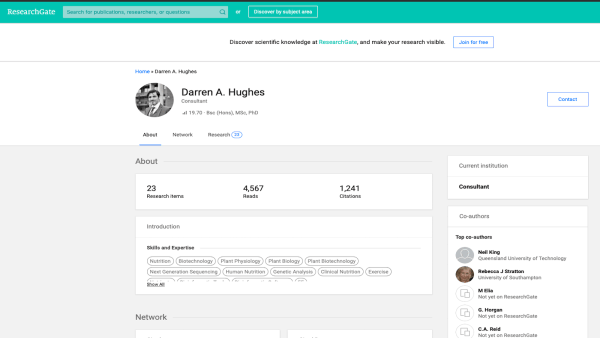 ResearchGate
Search for publications, researchers, or questions
or
Discover by subject area
Discover scientific knowledge at ResearchGate, and make your research visible.
Join for free
Home » Darren A. Hughes
Darren A. Hughes
Consultant
19.70 · Bsc (Hons), MSc, PhD
Contact
About
Network
Research 23
About
23
Research items
4,567
Reads
1,241
Citations
Introduction
Skills and Expertise
Nutrition
Biotechnology
Plant Physiology
Plant Biology
Plant Biotechnology
Next Generation Sequencing
Human Nutrition
Genetic Analysis
Clinical Nutrition
Exercise
Show All
Network
Current institution
Consultant
Co-authors
Top co-authors
Neil King
Queensland University of Technology
Rebecca J Stratton
University of Southampton
M Elia
Not yet on ResearchGate
G. Horgan
Not yet on ResearchGate
C.A. Reid
Not yet on ResearchGate